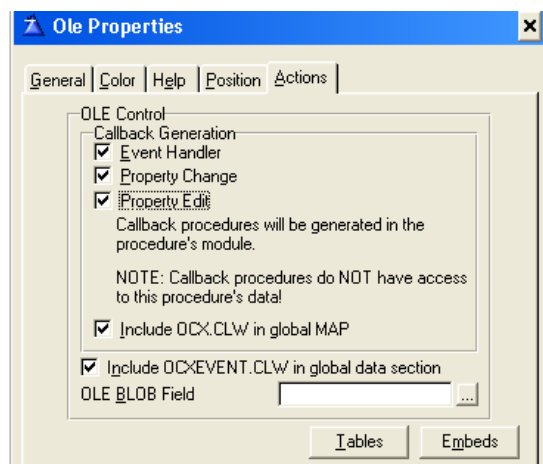 Ole Properties
General Color Help Position Actions
OLE Control
Callback Generation
Event Handler
Property Change
Property Edit
Callback procedures will be generated in the
procedure's module.
NOTE: Callback procedures do NOT have access
to this procedure's data!
Include OCX.CLW in global MAP
Include OCXEVENT.CLW in global data section
OLE BLOB Field ...
Tables Embeds